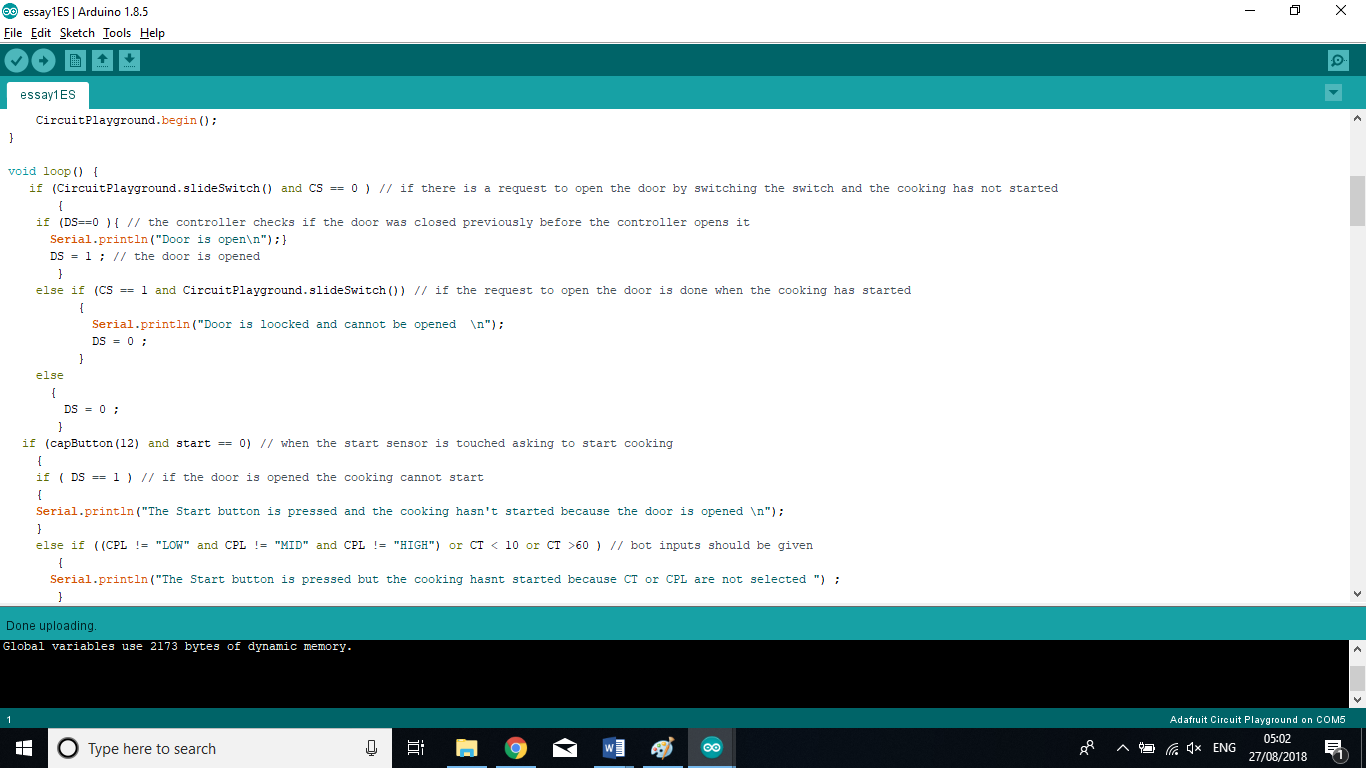 essay1ES | Arduino 1.8.5
File Edit Sketch Tools Help
essay1ES
CircuitPlayground.begin();
}
void loop() {
if (CircuitPlayground.slideSwitch() and CS == 0 ) // if there is a request to open the door by switching the switch and the cooking has not started
{
if (DS==0 ){ // the controller checks if the door was closed previously before the controller opens it
Serial.println("Door is open\n");}
DS = 1 ; // the door is opened
}
else if (CS == 1 and CircuitPlayground.slideSwitch()) // if the request to open the door is done when the cooking has started
{
Serial.println("Door is loocked and cannot be opened  \n");
DS = 0 ;
}
else
{
DS = 0 ;
}
if (capButton(12) and start == 0) // when the start sensor is touched asking to start cooking
{
if ( DS == 1 ) // if the door is opened the cooking cannot start
{
Serial.println("The Start button is pressed and the cooking hasn't started because the door is opened \n");
}
else if ((CPL != "LOW" and CPL != "MID" and CPL != "HIGH") or CT < 10 or CT >60 ) // bot inputs should be given
{
Serial.println("The Start button is pressed but the cooking hasnt started because CT or CPL are not selected ") ;
}
Done uploading.
Global variables use 2173 bytes of dynamic memory.
1 Adafruit Circuit Playground on COM5
Type here to search
ENG
05:02
27/08/2018
1